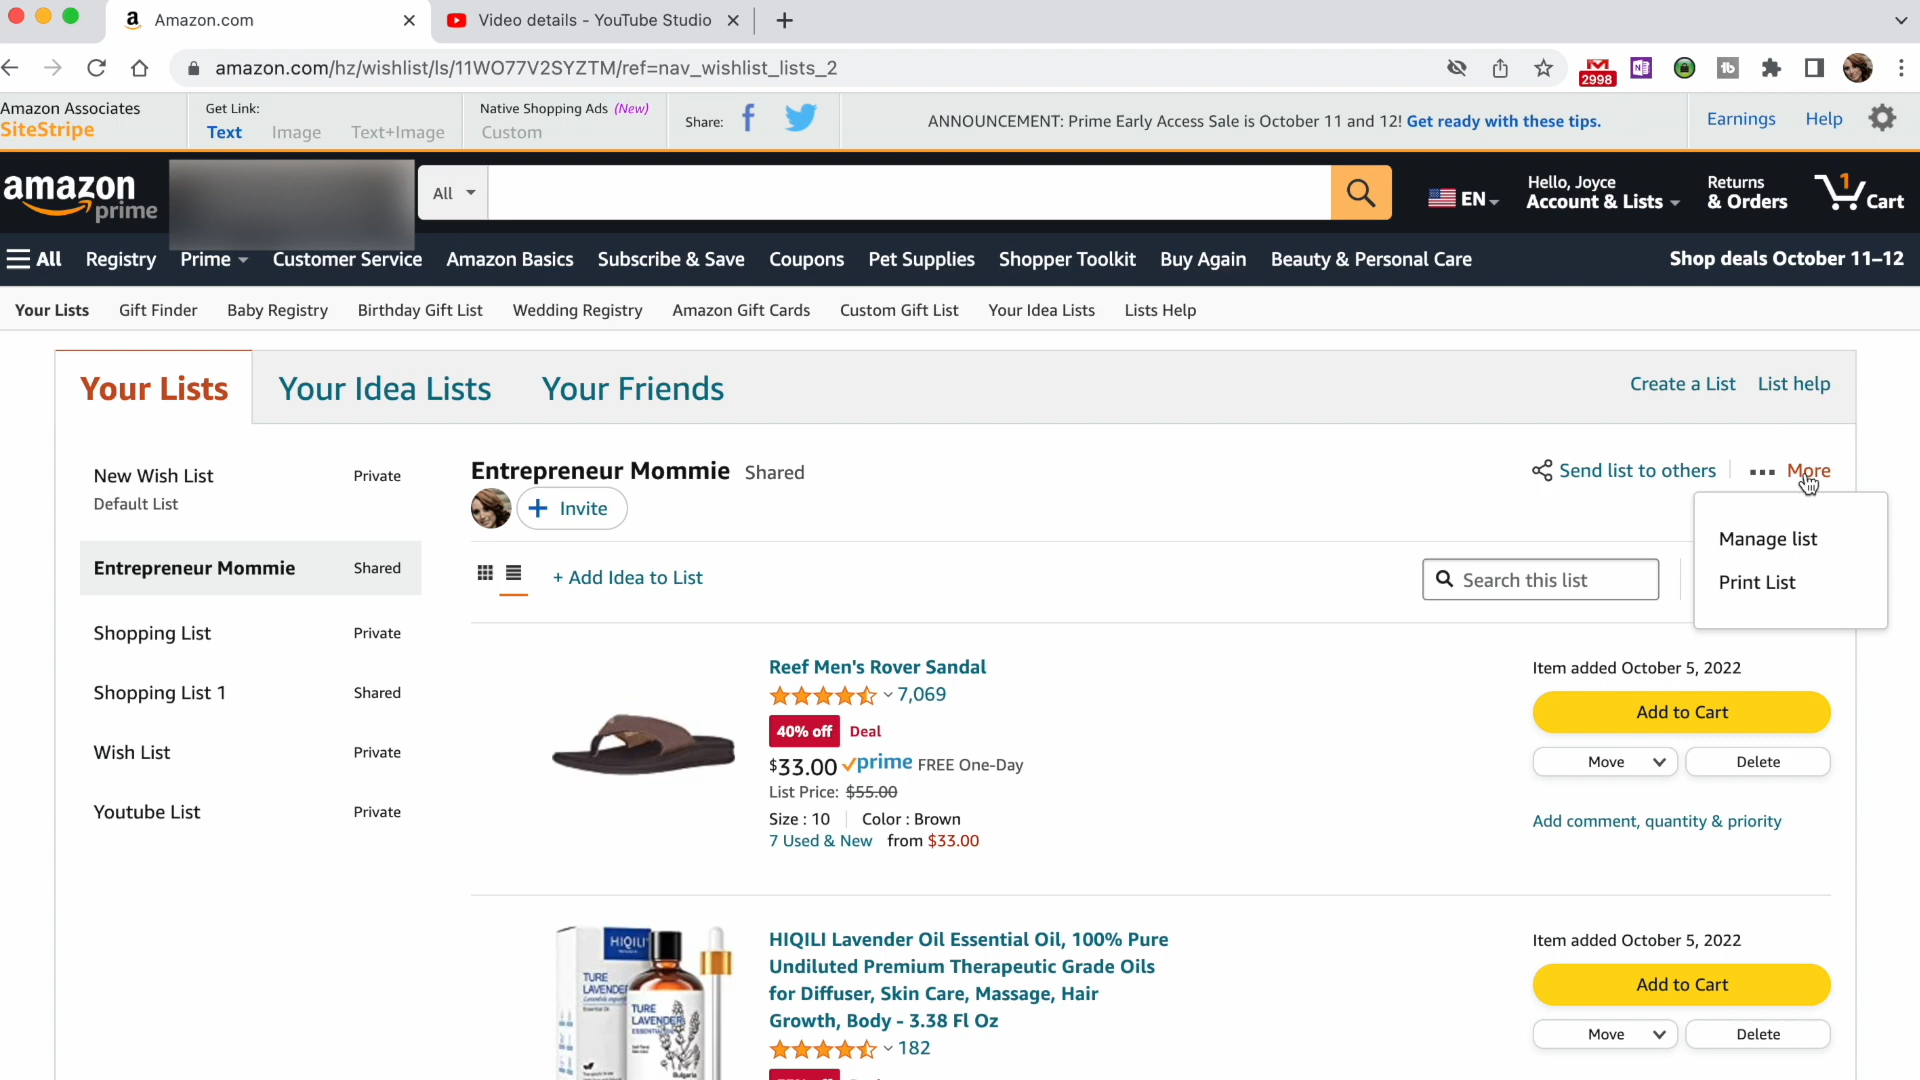 Amazon.com
Video details - YouTube Studio
amazon.com/hz/wishlist/ls/11WO77V2SYZTM/ref=nav_wishlist_lists_2
2998
Amazon Associates
SiteStripe
Get Link:
Text Image Text+Image
Native Shopping Ads (New)
Custom
Share:
ANNOUNCEMENT: Prime Early Access Sale is October 11 and 12! Get ready with these tips.
Earnings
Help
amazon
prime
All
EN
Hello, Joyce
Account & Lists
Returns
& Orders
1
Cart
All Registry Prime Customer Service Amazon Basics Subscribe & Save Coupons Pet Supplies Shopper Toolkit Buy Again Beauty & Personal Care Shop deals October 11–12
Your Lists Gift Finder Baby Registry Birthday Gift List Wedding Registry Amazon Gift Cards Custom Gift List Your Idea Lists Lists Help
Your Lists Your Idea Lists Your Friends Create a List List help
New Wish List Private
Default List
Entrepreneur Mommie Shared
Shopping List Private
Shopping List 1 Shared
Wish List Private
Youtube List Private
Entrepreneur Mommie Shared
+ Invite
Send list to others
More
Manage list
Print List
+ Add Idea to List
Search this list
Reef Men's Rover Sandal
7,069
40% off Deal
$33.00 prime FREE One-Day
List Price: $55.00
Size : 10 Color : Brown
7 Used & New from $33.00
Item added October 5, 2022
Add to Cart
Move Delete
Add comment, quantity & priority
HIQILI
TURE
LAVENDER
TURE
LAVENDER
Bulgaria
HIQILI Lavender Oil Essential Oil, 100% Pure
Undiluted Premium Therapeutic Grade Oils
for Diffuser, Skin Care, Massage, Hair
Growth, Body - 3.38 Fl Oz
182
Item added October 5, 2022
Add to Cart
Move Delete